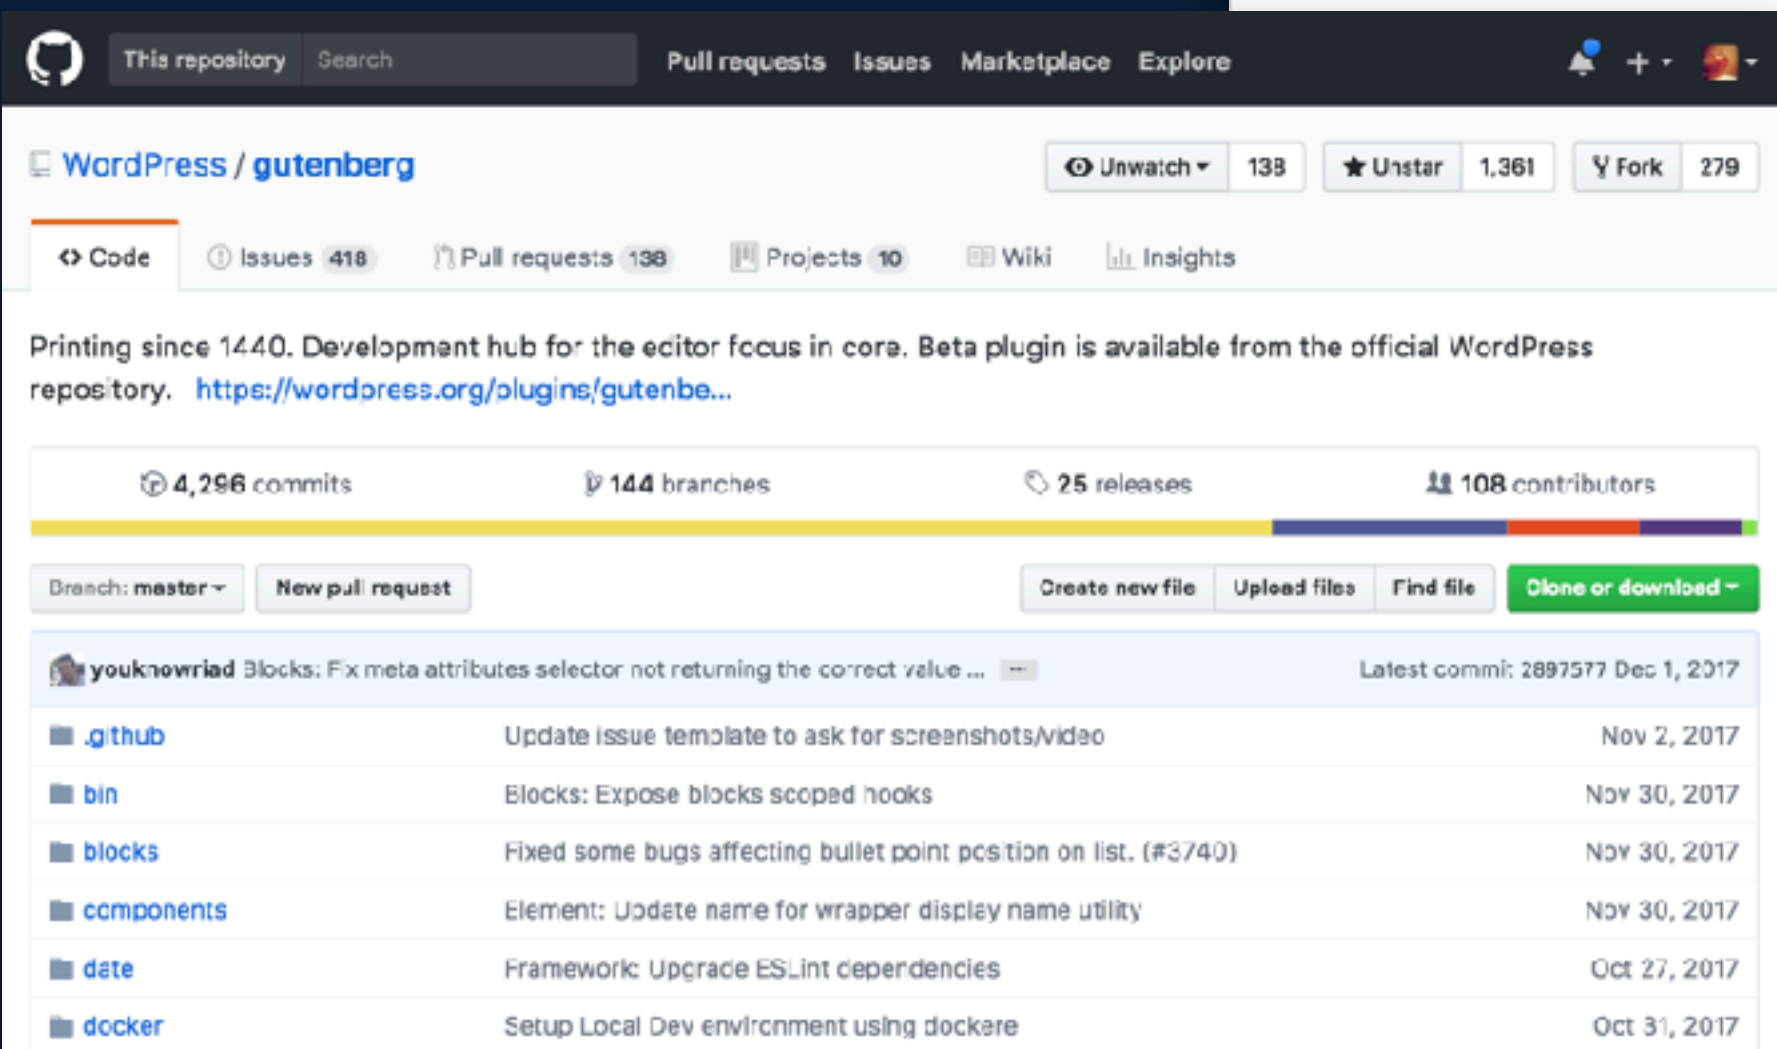 This repository Search Pull requests Issues Marketplace Explore
WordPress / gutenberg Unwatch 138 Unstar 1,361 Fork 279
Code Issues 418 Pull requests 138 Projects 10 Wiki Insights
Printing since 1440. Development hub for the editor focus in core. Beta plugin is available from the official WordPress
repository. https://wordpress.org/plugins/gutenbe...
4,296 commits 144 branches 25 releases 108 contributors
Branch: master New pull request Create new file Upload files Find file Clone or download
youknowriad Blocks: Fix meta attributes selector not returning the correct value ... Latest commit 2897577 Dec 1, 2017
.github Update issue template to ask for screenshots/video Nov 2, 2017
bin Blocks: Expose blocks scoped hooks Nov 30, 2017
blocks Fixed some bugs affecting bullet point position on list. (#3740) Nov 30, 2017
components Element: Update name for wrapper display name utility Nov 30, 2017
date Framework: Upgrade ESLint dependencies Oct 27, 2017
docker Setup Local Dev environment using dockere Oct 31, 2017